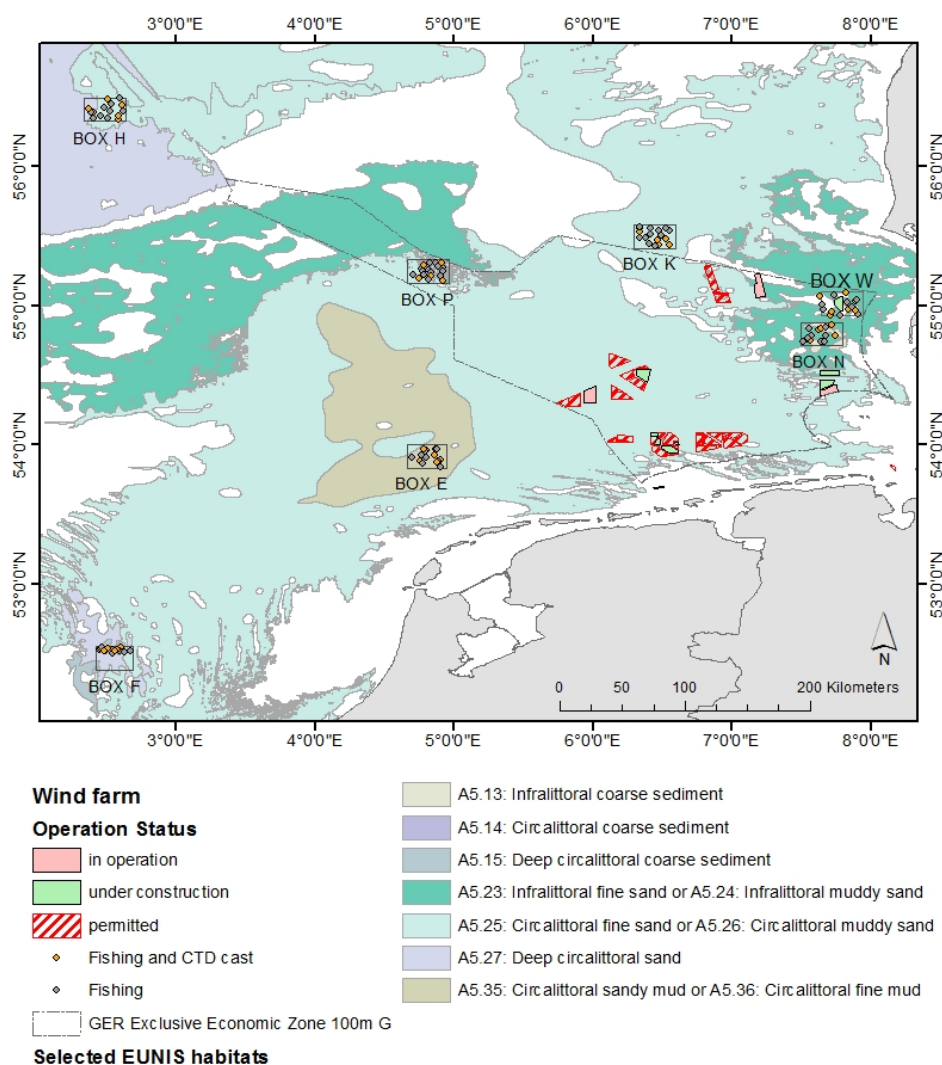 3°0'0"E 4°0'0"E 5°0'0"E 6°0'0"E 7°0'0"E 8°0'0"E
BOX H
56°0'0"N 56°0'0"N
BOX K
BOX P
BOX W
55°0'0"N 55°0'0"N
BOX N
54°0'0"N 54°0'0"N
BOX E
53°0'0"N 53°0'0"N
N
BOX F
0 50 100 200 Kilometers
3°0'0"E 4°0'0"E 5°0'0"E 6°0'0"E 7°0'0"E 8°0'0"E
Wind farm
Operation Status
in operation
under construction
permitted
Fishing and CTD cast
Fishing
GER Exclusive Economic Zone 100m G
Selected EUNIS habitats
A5.13: Infralittoral coarse sediment
A5.14: Circalittoral coarse sediment
A5.15: Deep circalittoral coarse sediment
A5.23: Infralittoral fine sand or A5.24: Infralittoral muddy sand
A5.25: Circalittoral fine sand or A5.26: Circalittoral muddy sand
A5.27: Deep circalittoral sand
A5.35: Circalittoral sandy mud or A5.36: Circalittoral fine mud